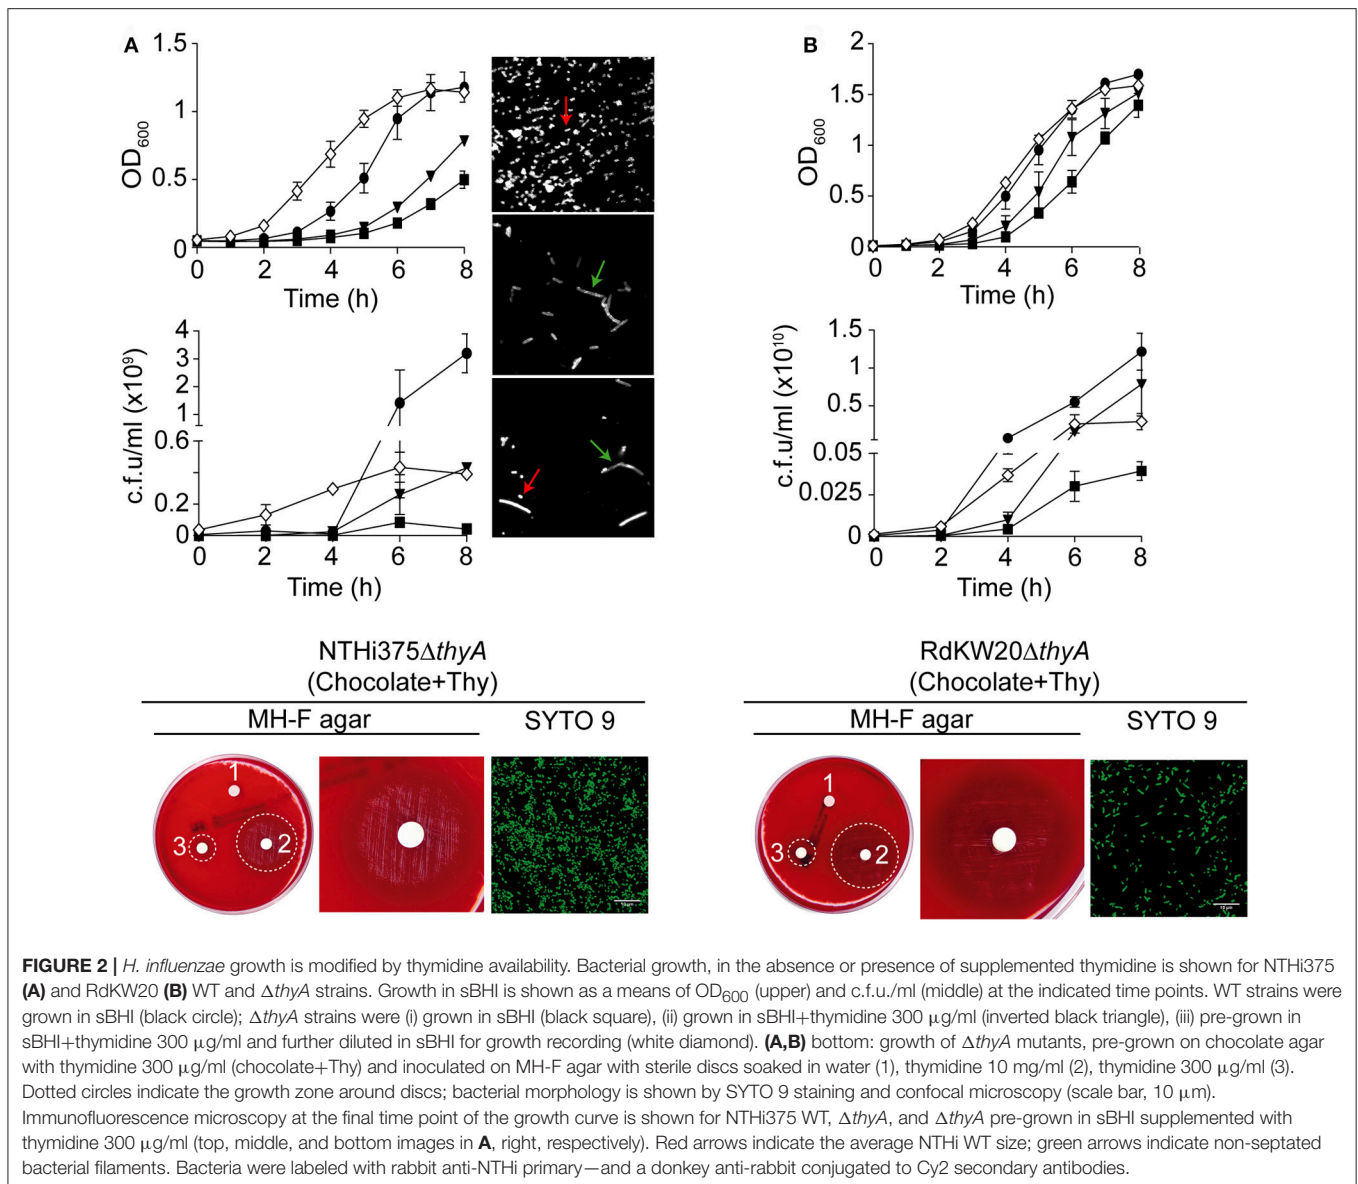 A
1.5
1
0.5
0
OD600
0 2 4 6 8
Time (h)
4
3
2
1
0.6
0.4
0.2
0
c.f.u/ml (x10⁹)
0 2 4 6 8
Time (h)
B
2
1.5
1
0.5
0
OD600
0 2 4 6 8
Time (h)
1.5
1
0.5
0.05
0.025
0
c.f.u/ml (x10¹⁰)
0 2 4 6 8
Time (h)
NTHi375ΔthyA
(Chocolate+Thy)
MH-F agar SYTO 9
1
2
3
10 μm
RdKW20ΔthyA
(Chocolate+Thy)
MH-F agar SYTO 9
1
2
3
10 μm
FIGURE 2 | H. influenzae growth is modified by thymidine availability. Bacterial growth, in the absence or presence of supplemented thymidine is shown for NTHi375
(A) and RdKW20 (B) WT and ΔthyA strains. Growth in sBHI is shown as a means of OD600 (upper) and c.f.u./ml (middle) at the indicated time points. WT strains were
grown in sBHI (black circle); ΔthyA strains were (i) grown in sBHI (black square), (ii) grown in sBHI+thymidine 300 μg/ml (inverted black triangle), (iii) pre-grown in
sBHI+thymidine 300 μg/ml and further diluted in sBHI for growth recording (white diamond). (A,B) bottom: growth of ΔthyA mutants, pre-grown on chocolate agar
with thymidine 300 μg/ml (chocolate+Thy) and inoculated on MH-F agar with sterile discs soaked in water (1), thymidine 10 mg/ml (2), thymidine 300 μg/ml (3).
Dotted circles indicate the growth zone around discs; bacterial morphology is shown by SYTO 9 staining and confocal microscopy (scale bar, 10 μm).
Immunofluorescence microscopy at the final time point of the growth curve is shown for NTHi375 WT, ΔthyA, and ΔthyA pre-grown in sBHI supplemented with
thymidine 300 μg/ml (top, middle, and bottom images in A, right, respectively). Red arrows indicate the average NTHi WT size; green arrows indicate non-septated
bacterial filaments. Bacteria were labeled with rabbit anti-NTHi primary—and a donkey anti-rabbit conjugated to Cy2 secondary antibodies.